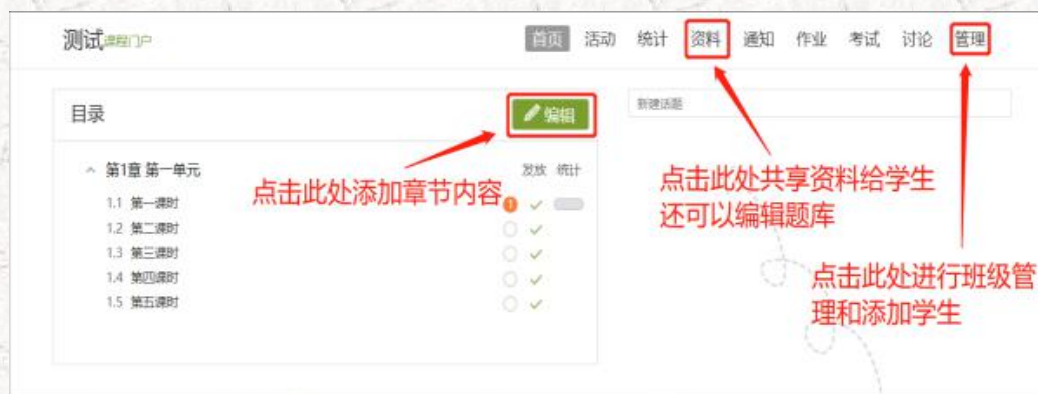 测试课程门户
首页 活动 统计 资料 通知 作业 考试 讨论 管理
目录
编辑
新建话题
第1章 第一单元
发放 统计
1.1 第一课时
1
1.2 第二课时
1.3 第三课时
1.4 第四课时
1.5 第五课时
点击此处添加章节内容
点击此处共享资料给学生
还可以编辑题库
点击此处进行班级管
理和添加学生